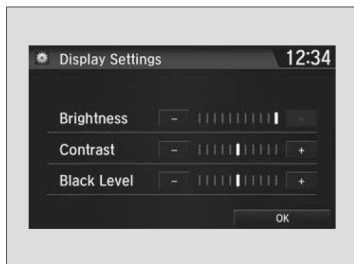 Display Settings 12:34
Brightness - +
Contrast - +
Black Level - +
OK